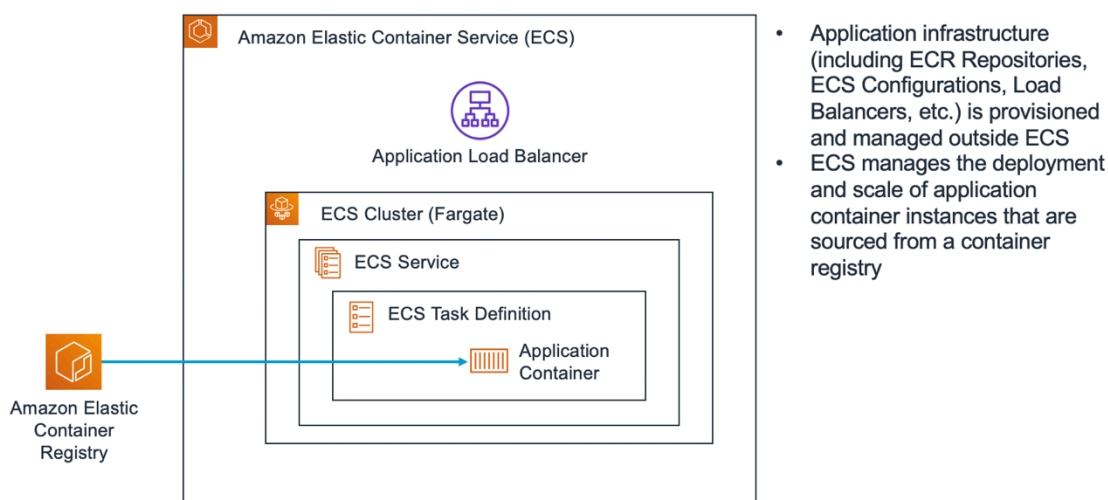 Amazon Elastic Container Service (ECS)
Application Load Balancer
ECS Cluster (Fargate)
ECS Service
ECS Task Definition
Application
Container
Amazon Elastic
Container
Registry
• Application infrastructure
(including ECR Repositories,
ECS Configurations, Load
Balancers, etc.) is provisioned
and managed outside ECS
• ECS manages the deployment
and scale of application
container instances that are
sourced from a container
registry